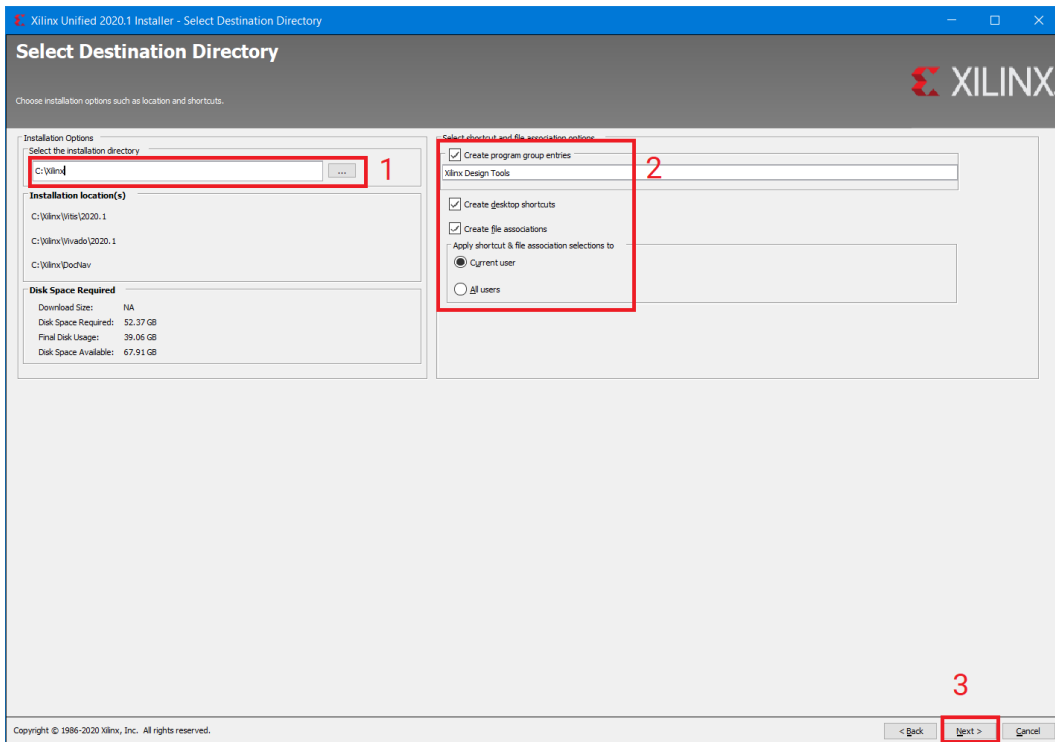 Xilinx Unified 2020.1 Installer - Select Destination Directory
Select Destination Directory
Choose installation options such as location and shortcuts.
XILINX
Installation Options
Select the installation directory
C:\Xilinx
...
1
Installation location(s)
C:\Xilinx\Vitis\2020.1
C:\Xilinx\Vivado\2020.1
C:\Xilinx\DocNav
Disk Space Required
Download Size: NA
Disk Space Required: 52.37 GB
Final Disk Usage: 39.06 GB
Disk Space Available: 67.91 GB
Select shortcut and file association options
Create program group entries
2
Xilinx Design Tools
Create desktop shortcuts
Create file associations
Apply shortcut & file association selections to
Current user
All users
3
Copyright © 1986-2020 Xilinx, Inc. All rights reserved.
< Back
Next >
Cancel